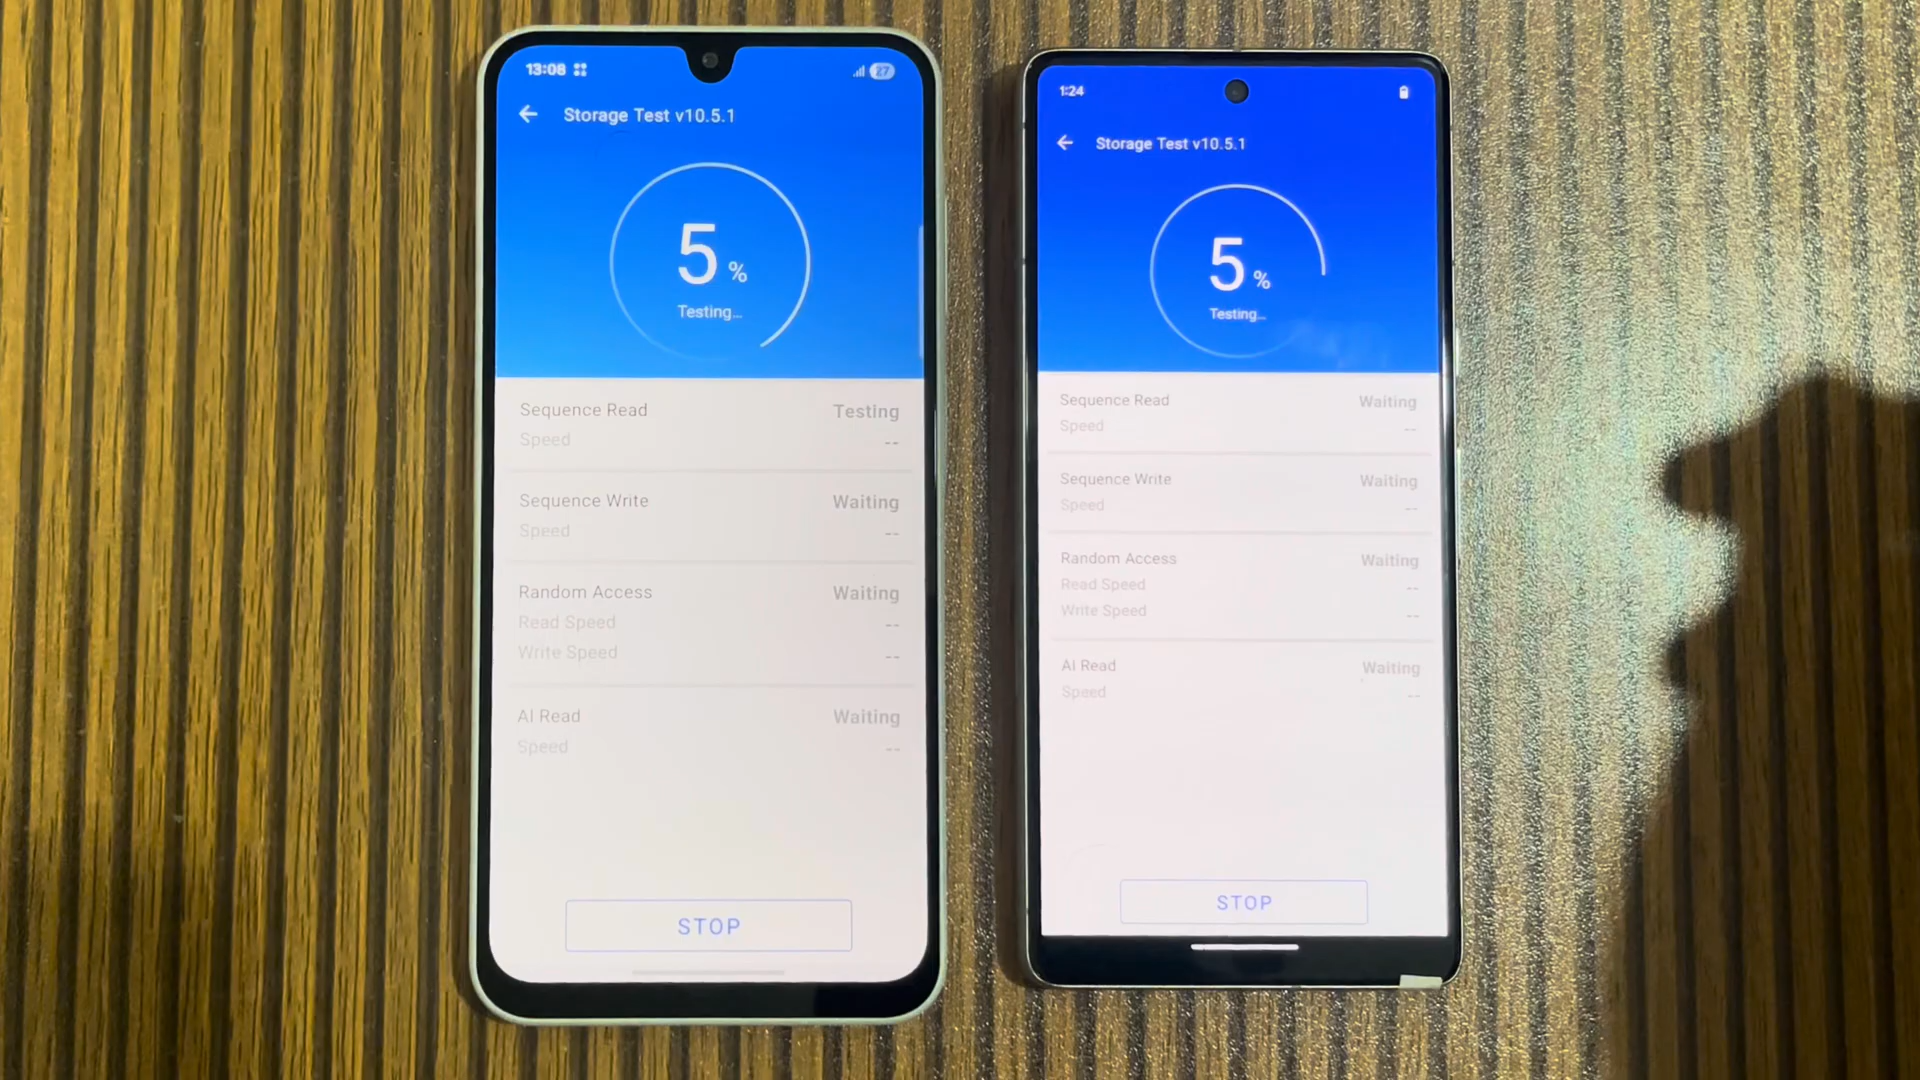 13:08
27
Storage Test v10.5.1
5 %
Testing...
Sequence Read Testing
Speed --
Sequence Write Waiting
Speed --
Random Access Waiting
Read Speed --
Write Speed --
AI Read Waiting
Speed --
STOP
1:24
Storage Test v10.5.1
5 %
Testing...
Sequence Read Waiting
Speed --
Sequence Write Waiting
Speed --
Random Access Waiting
Read Speed --
Write Speed --
AI Read Waiting
Speed --
STOP